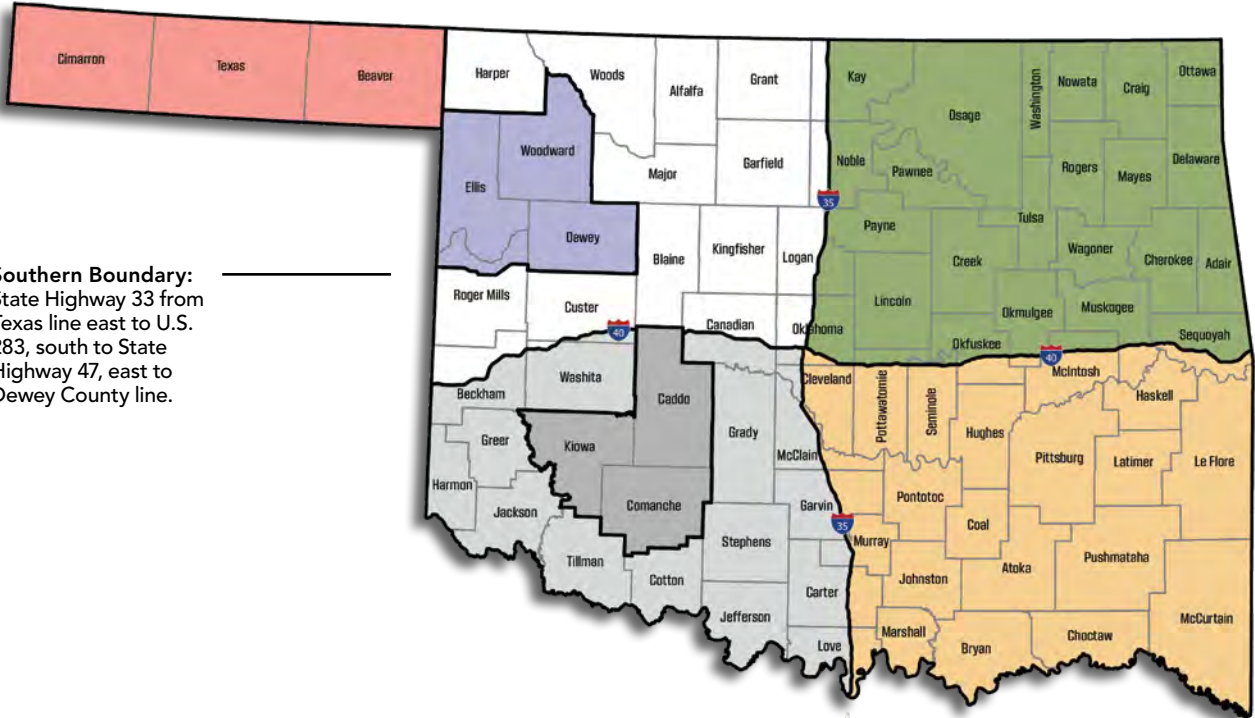 Cimarron
Texas
Beaver
Harper
Woods
Alfalfa
Grant
Kay
Osage
Washington
Nowata
Craig
Ottawa
Ellis
Woodward
Major
Garfield
Noble
Pawnee
Rogers
Mayes
Delaware
35
Dewey
Blaine
Kingfisher
Logan
Payne
Tulsa
Creek
Wagoner
Cherokee
Adair
Southern Boundary:
State Highway 33 from
Texas line east to U.S.
283, south to State
Highway 47, east to
Dewey County line.
Roger Mills
Custer
40
Canadian
Oklahoma
Lincoln
Okmulgee
Muskogee
Okfuskee
Sequoyah
40
Beckham
Washita
Caddo
Cleveland
Pottawatomie
Seminole
McIntosh
Haskell
Greer
Kiowa
Grady
McClain
Hughes
Pittsburg
Latimer
Le Flore
Harmon
Jackson
Comanche
Garvin
35
Pontotoc
Coal
Tillman
Cotton
Stephens
Murray
Johnston
Atoka
Pushmataha
Jefferson
Carter
Love
Marshall
Bryan
Choctaw
McCurtain